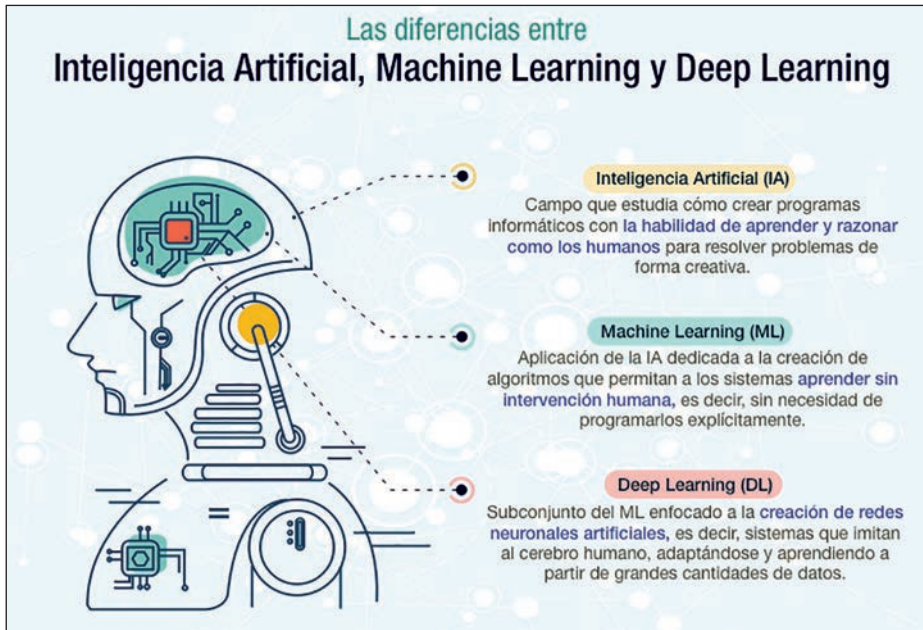 Las diferencias entre
Inteligencia Artificial, Machine Learning y Deep Learning
Inteligencia Artificial (IA)
Campo que estudia cómo crear programas
informáticos con la habilidad de aprender y razonar
como los humanos para resolver problemas de
forma creativa.
Machine Learning (ML)
Aplicación de la IA dedicada a la creación de
algoritmos que permitan a los sistemas aprender sin
intervención humana, es decir, sin necesidad de
programarlos explícitamente.
Deep Learning (DL)
Subconjunto del ML enfocado a la creación de redes
neuronales artificiales, es decir, sistemas que imitan
al cerebro humano, adaptándose y aprendiendo a
partir de grandes cantidades de datos.